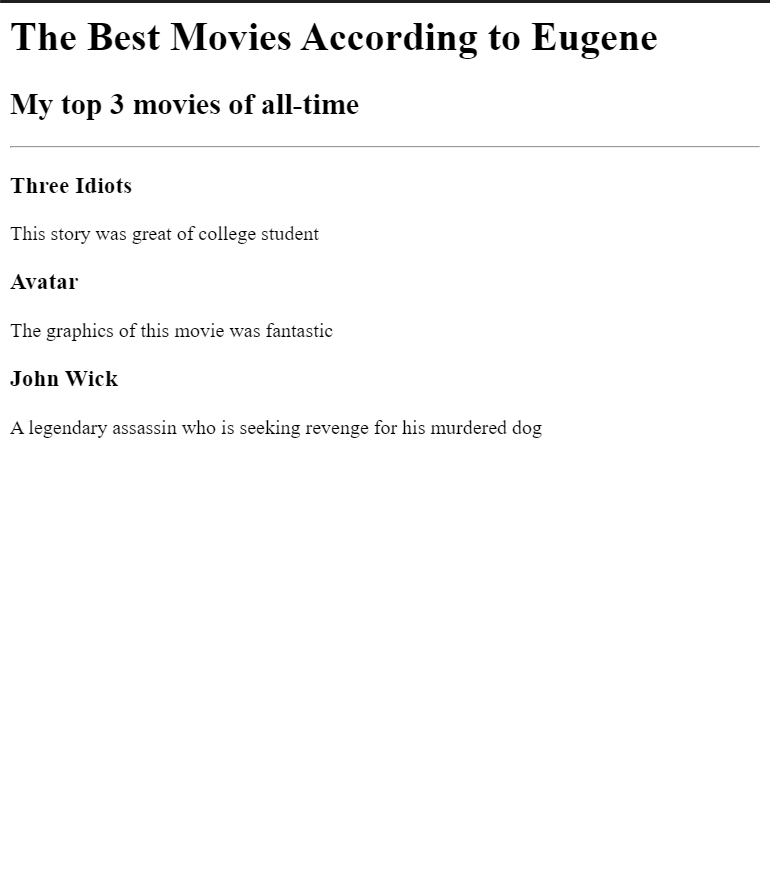 The Best Movies According to Eugene
My top 3 movies of all-time
Three Idiots
This story was great of college student
Avatar
The graphics of this movie was fantastic
John Wick
A legendary assassin who is seeking revenge for his murdered dog